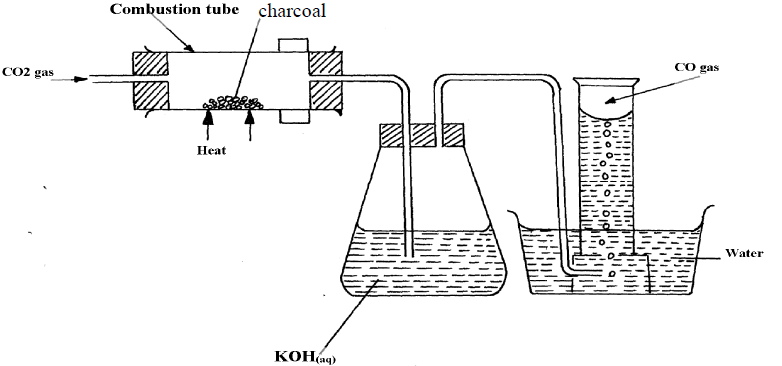 Combustion tube
charcoal
CO2 gas
CO gas
Heat
Water
KOH(aq)